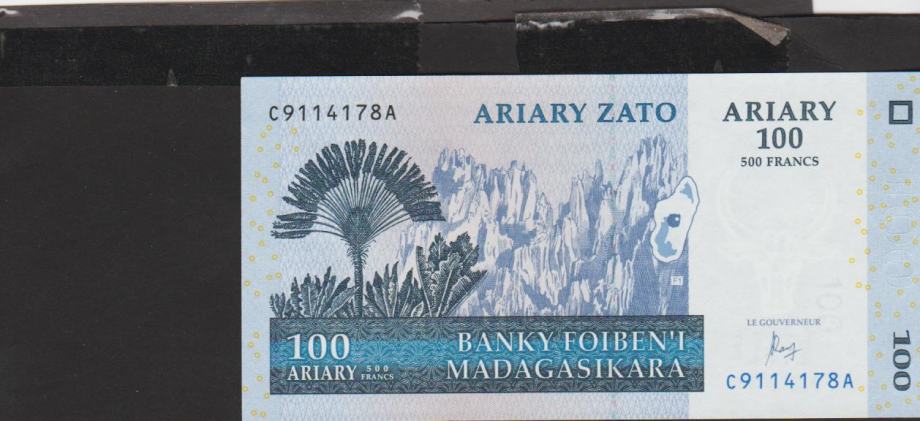 C9114178A
ARIARY ZATO
ARIARY
100
500 FRANCS
LE GOUVERNEUR
100
ARIARY 500 FRANCS
BANKY FOIBEN'I
MADAGASIKARA
C9114178A
100